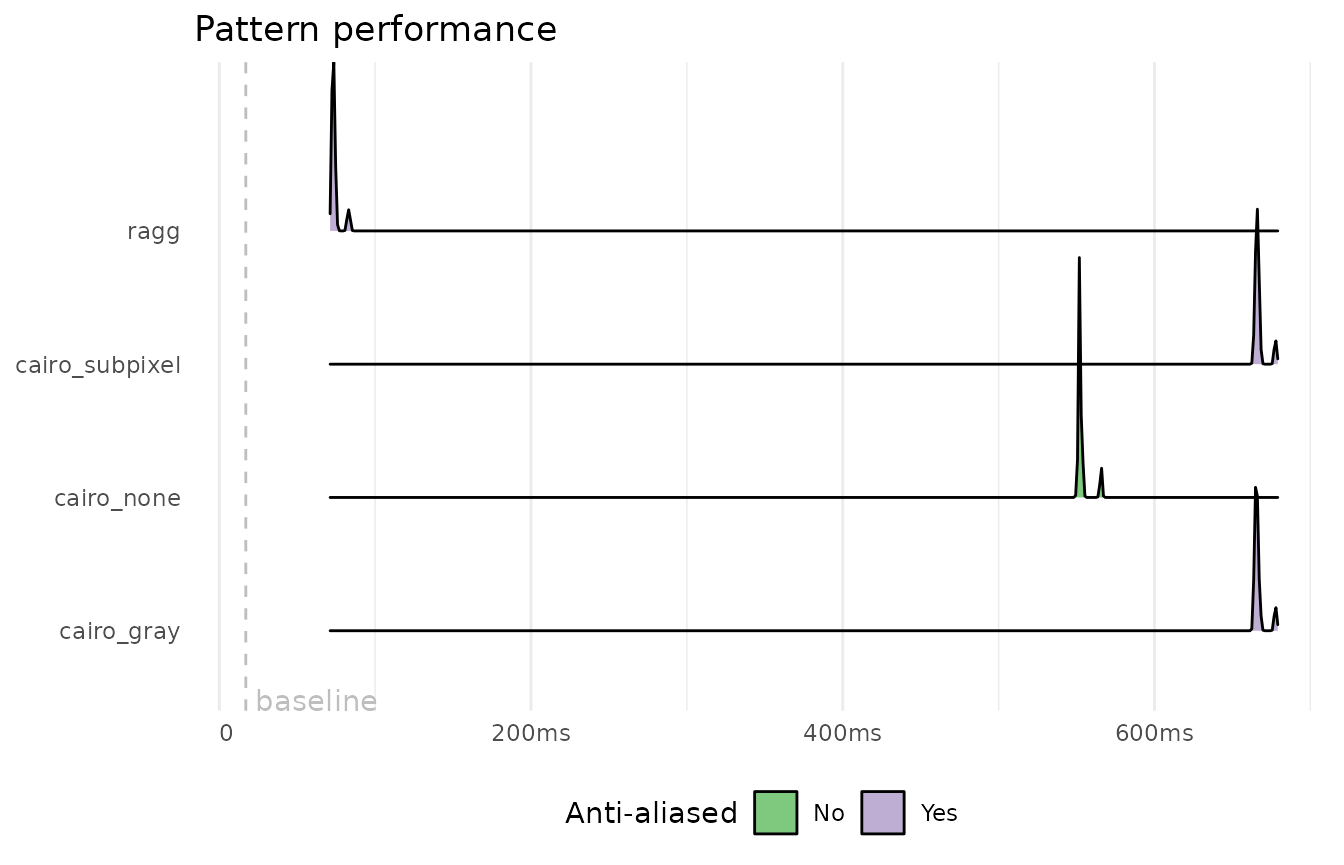 Pattern performance
ragg
cairo_subpixel
cairo_none
cairo_gray
baseline
0 200ms 400ms 600ms
Anti-aliased No Yes